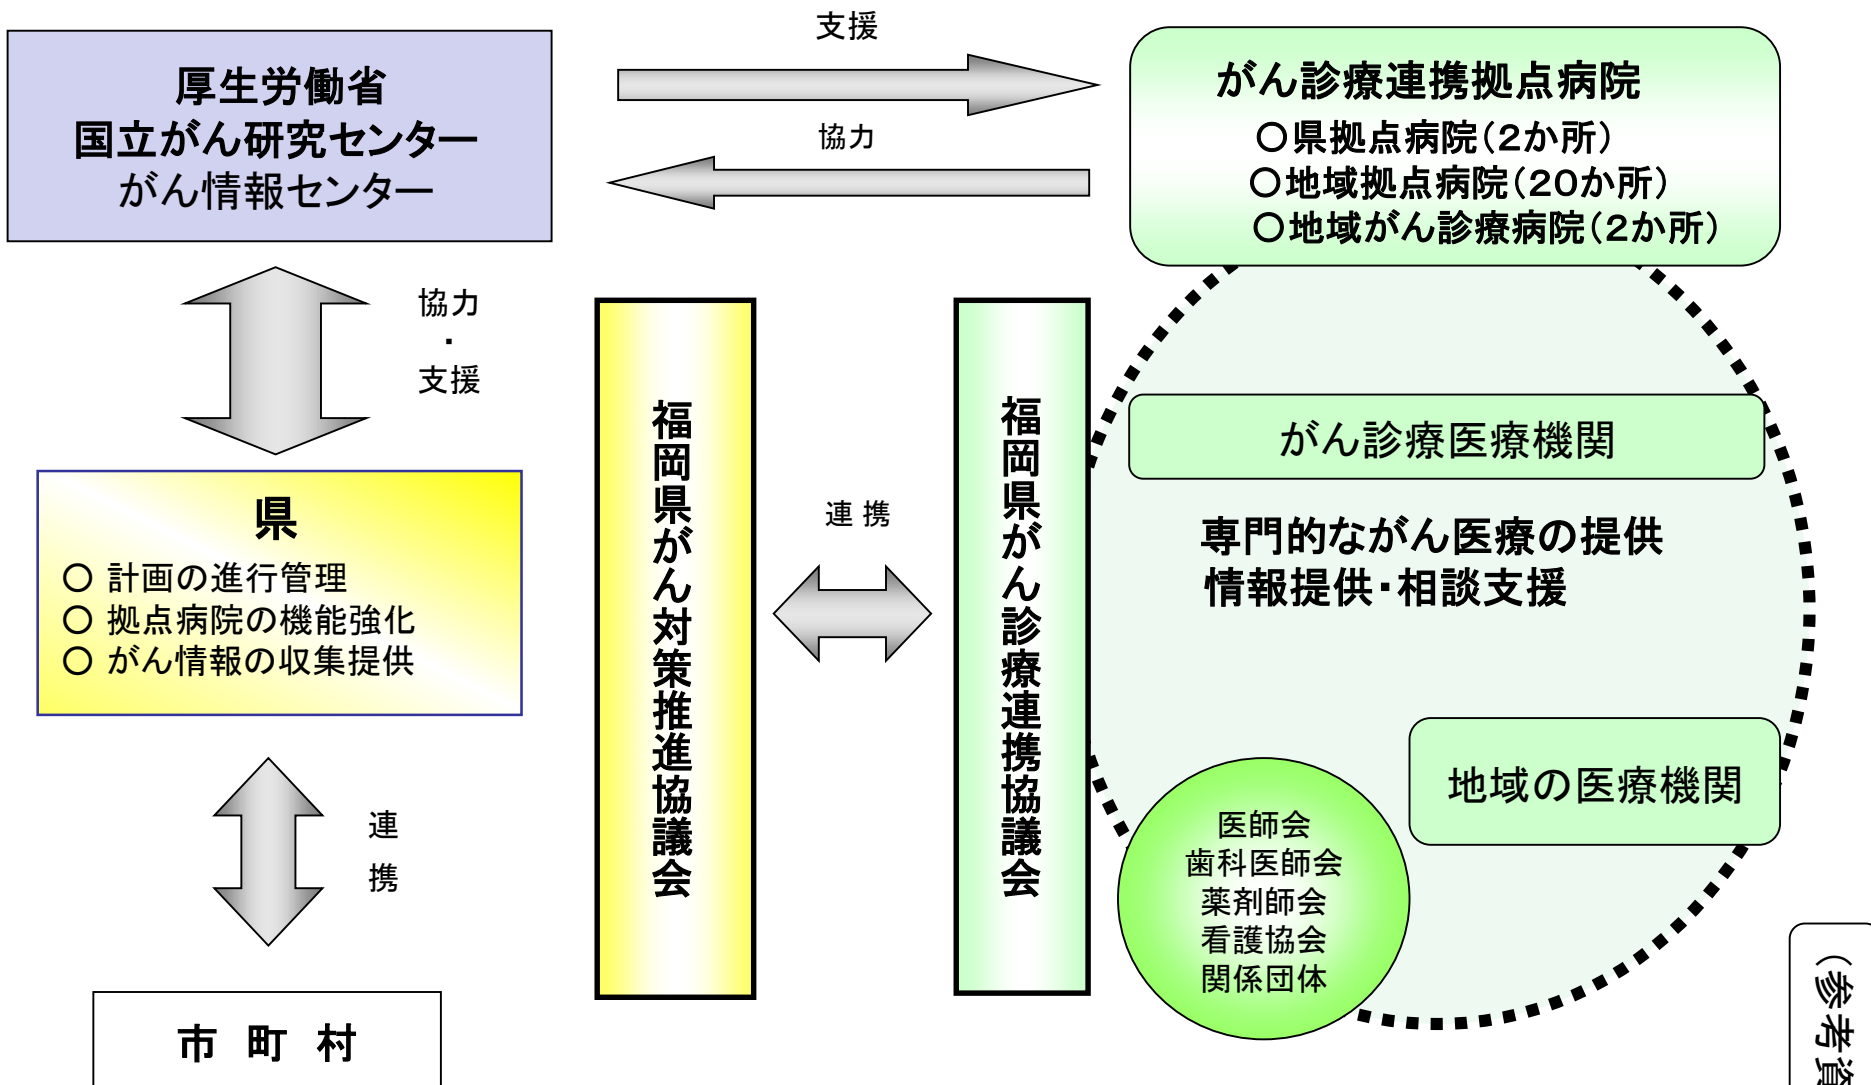 厚生労働省
国立がん研究センター
がん情報センター
支援
協力
がん診療連携拠点病院
○県拠点病院(2か所)
○地域拠点病院(20か所)
○地域がん診療病院(2か所)
協力
・
支援
県
○ 計画の進行管理
○ 拠点病院の機能強化
○ がん情報の収集提供
連
携
市 町 村
福岡県がん対策推進協議会
連 携
福岡県がん診療連携協議会
がん診療医療機関
専門的ながん医療の提供
情報提供・相談支援
地域の医療機関
医師会
歯科医師会
薬剤師会
看護協会
関係団体
(参考資